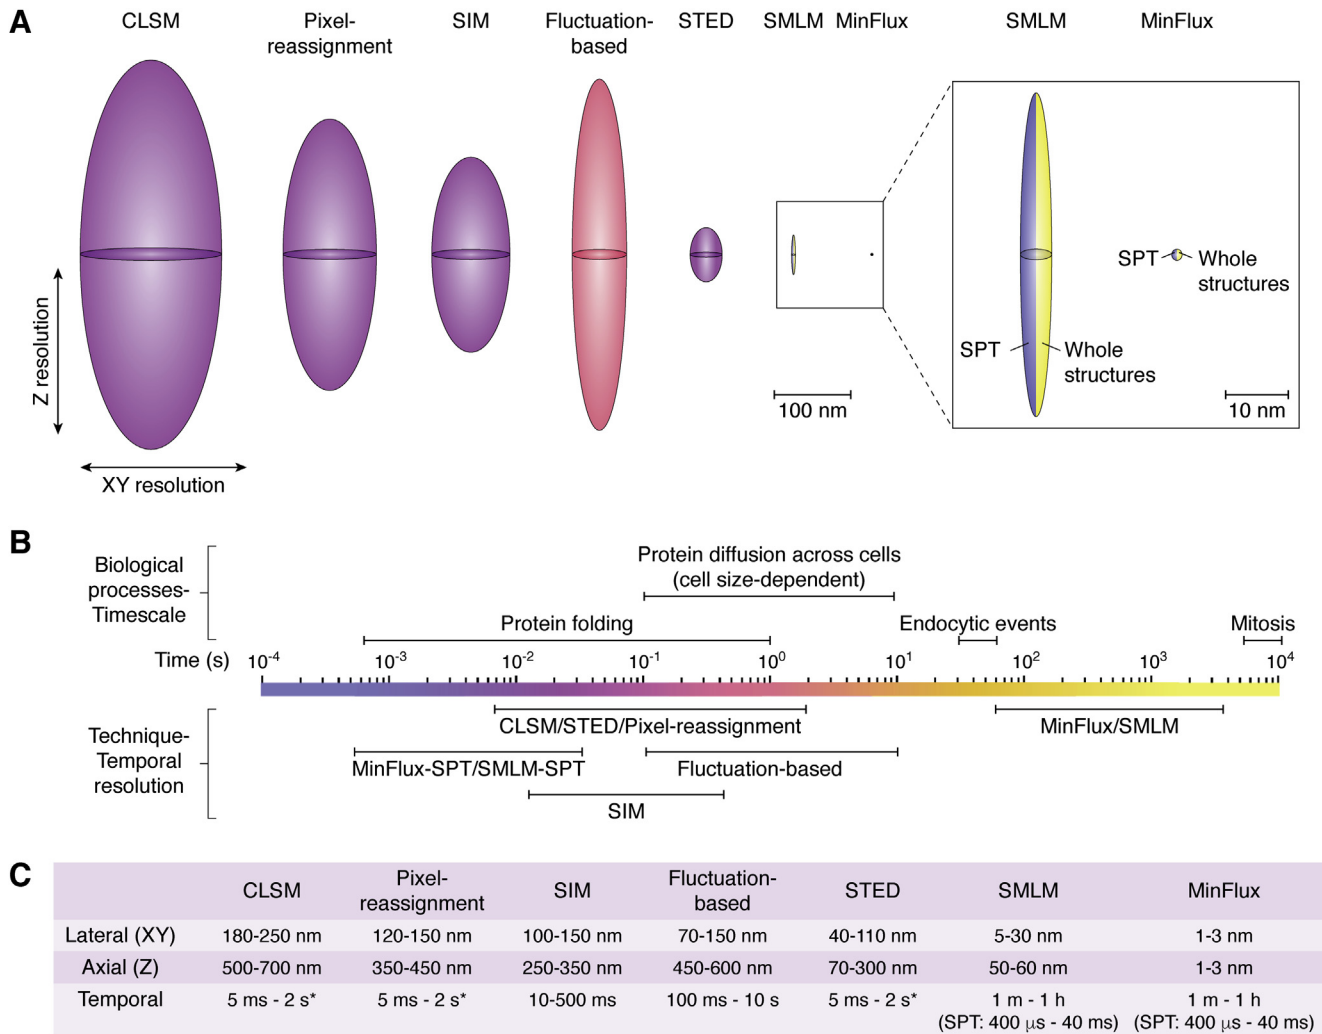 A
CLSM
Pixel-
reassignment
SIM
Fluctuation-
based
STED
SMLM
MinFlux
SMLM
MinFlux
Z resolution
XY resolution
100 nm
SPT
Whole
structures
SPT
Whole
structures
10 nm
B
Biological
processes-
Timescale
Protein diffusion across cells
(cell size-dependent)
Protein folding
Endocytic events
Mitosis
Time (s)
10⁻⁴
10⁻³
10⁻²
10⁻¹
10⁰
10¹
10²
10³
10⁴
Technique-
Temporal
resolution
CLSM/STED/Pixel-reassignment
MinFlux/SMLM
MinFlux-SPT/SMLM-SPT
Fluctuation-based
SIM
C
CLSM
Pixel-
reassignment
SIM
Fluctuation-
based
STED
SMLM
MinFlux
Lateral (XY) 180-250 nm 120-150 nm 100-150 nm 70-150 nm 40-110 nm 5-30 nm 1-3 nm
Axial (Z) 500-700 nm 350-450 nm 250-350 nm 450-600 nm 70-300 nm 50-60 nm 1-3 nm
Temporal 5 ms - 2 s* 5 ms - 2 s* 10-500 ms 100 ms - 10 s 5 ms - 2 s* 1 m - 1 h 1 m - 1 h
(SPT: 400 μs - 40 ms) (SPT: 400 μs - 40 ms)